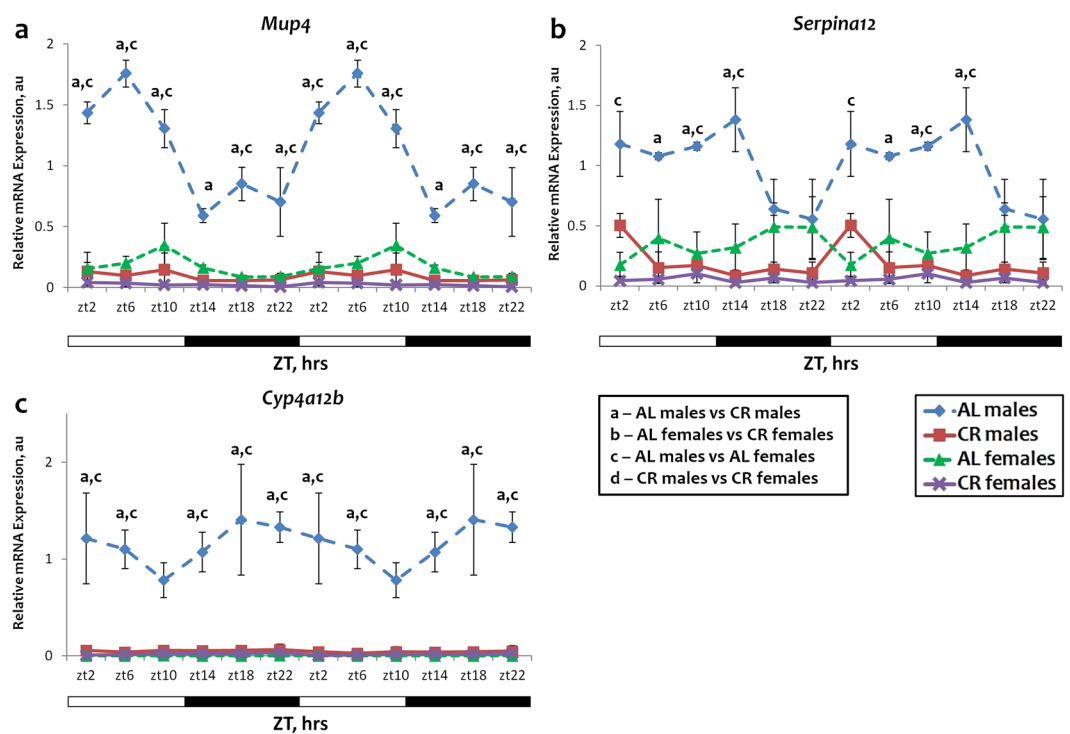 a
Mup4
Relative mRNA Expression, au
2
1.5
1
0.5
0
a,c
a,c
a,c
a
a,c
a,c
a,c
a,c
a,c
a
a,c
a,c
zt2 zt6 zt10 zt14 zt18 zt22 zt2 zt6 zt10 zt14 zt18 zt22
ZT, hrs
b
Serpina12
Relative mRNA Expression, au
2
1.5
1
0.5
0
c
a
a,c
a,c
c
a
a,c
a,c
zt2 zt6 zt10 zt14 zt18 zt22 zt2 zt6 zt10 zt14 zt18 zt22
ZT, hrs
c
Cyp4a12b
Relative mRNA Expression, au
2
1
0
a,c
a,c
a,c
a,c
a,c
a,c
a,c
a,c
a,c
a,c
zt2 zt6 zt10 zt14 zt18 zt22 zt2 zt6 zt10 zt14 zt18 zt22
ZT, hrs
a – AL males vs CR males
b – AL females vs CR females
c – AL males vs AL females
d – CR males vs CR females
AL males
CR males
AL females
CR females